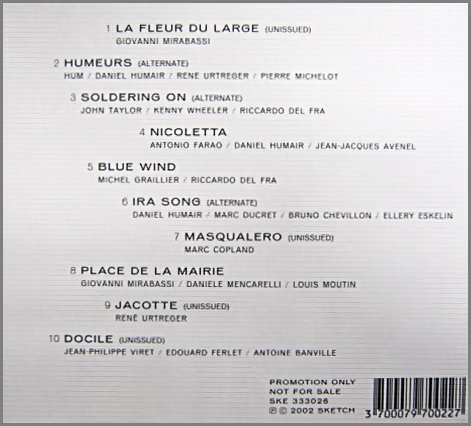 1 LA FLEUR DU LARGE (UNISSUED)
GIOVANNI MIRABASSI
2 HUMEURS (ALTERNATE)
HUM / DANIEL HUMAIR / RENE URTREGER / PIERRE MICHELOT
3 SOLDERING ON (ALTERNATE)
JOHN TAYLOR / KENNY WHEELER / RICCARDO DEL FRA
4 NICOLETTA
ANTONIO FARAO / DANIEL HUMAIR / JEAN-JACQUES AVENEL
5 BLUE WIND
MICHEL GRAILLIER / RICCARDO DEL FRA
6 IRA SONG (ALTERNATE)
DANIEL HUMAIR / MARC DUCRET / BRUNO CHEVILLON / ELLERY ESKELIN
7 MASQUALERO (UNISSUED)
MARC COPLAND
8 PLACE DE LA MAIRIE
GIOVANNI MIRABASSI / DANIELE MENCARELLI / LOUIS MOUTIN
9 JACOTTE (UNISSUED)
RENÉ URTREGER
10 DOCILE (UNISSUED)
JEAN-PHILIPPE VIRET / EDOUARD FERLET / ANTOINE BANVILLE
PROMOTION ONLY
NOT FOR SALE
SKE 333026
℗ © 2002 SKETCH
3 700079 700227